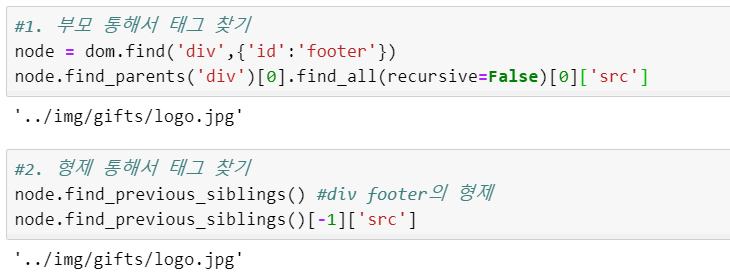 #1. 부모 통해서 태그 찾기
node = dom.find('div',{'id':'footer'})
node.find_parents('div')[0].find_all(recursive=False)[0]['src']
'../img/gifts/logo.jpg'
#2. 형제 통해서 태그 찾기
node.find_previous_siblings() #div footer의 형제
node.find_previous_siblings()[-1]['src']
'../img/gifts/logo.jpg'